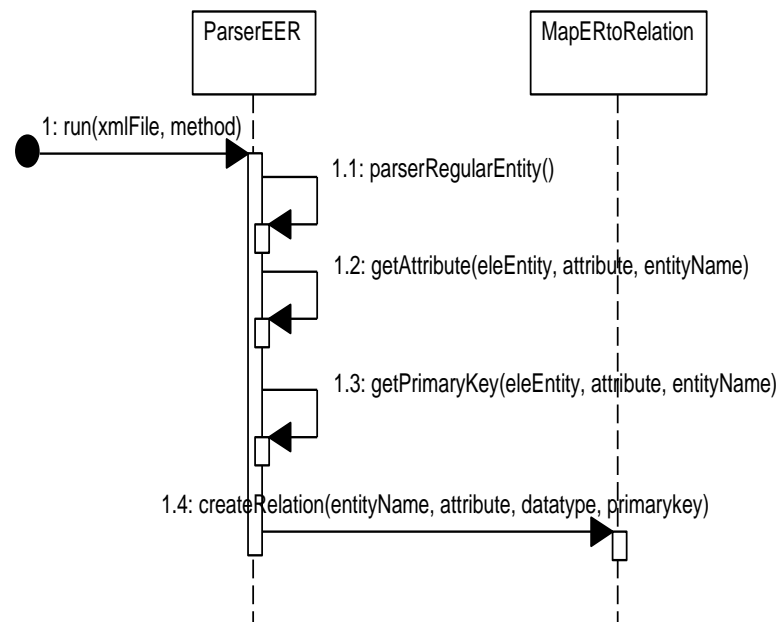 ParserEER
MapERtoRelation
1: run(xmlFile, method)
1.1: parserRegularEntity()
1.2: getAttribute(eleEntity, attribute, entityName)
1.3: getPrimaryKey(eleEntity, attribute, entityName)
1.4: createRelation(entityName, attribute, datatype, primarykey)